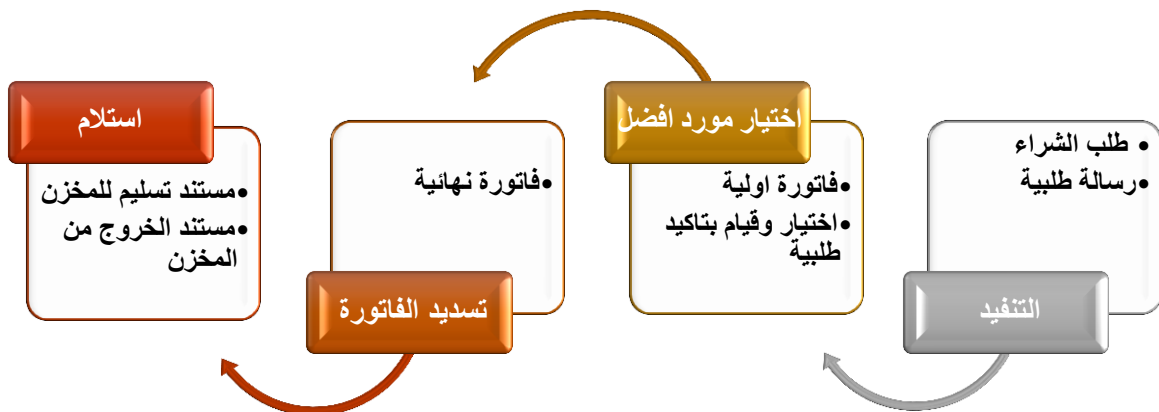 التنفيد
• طلب الشراء
• رسالة طلبية
اختيار مورد افضل
•فاتورة اولية
•اختيار وقيام بتاكيد
طلبية
تسديد الفاتورة
•فاتورة نهائية
استلام
•مستند تسليم للمخزن
•مستند الخروج من
المخزن